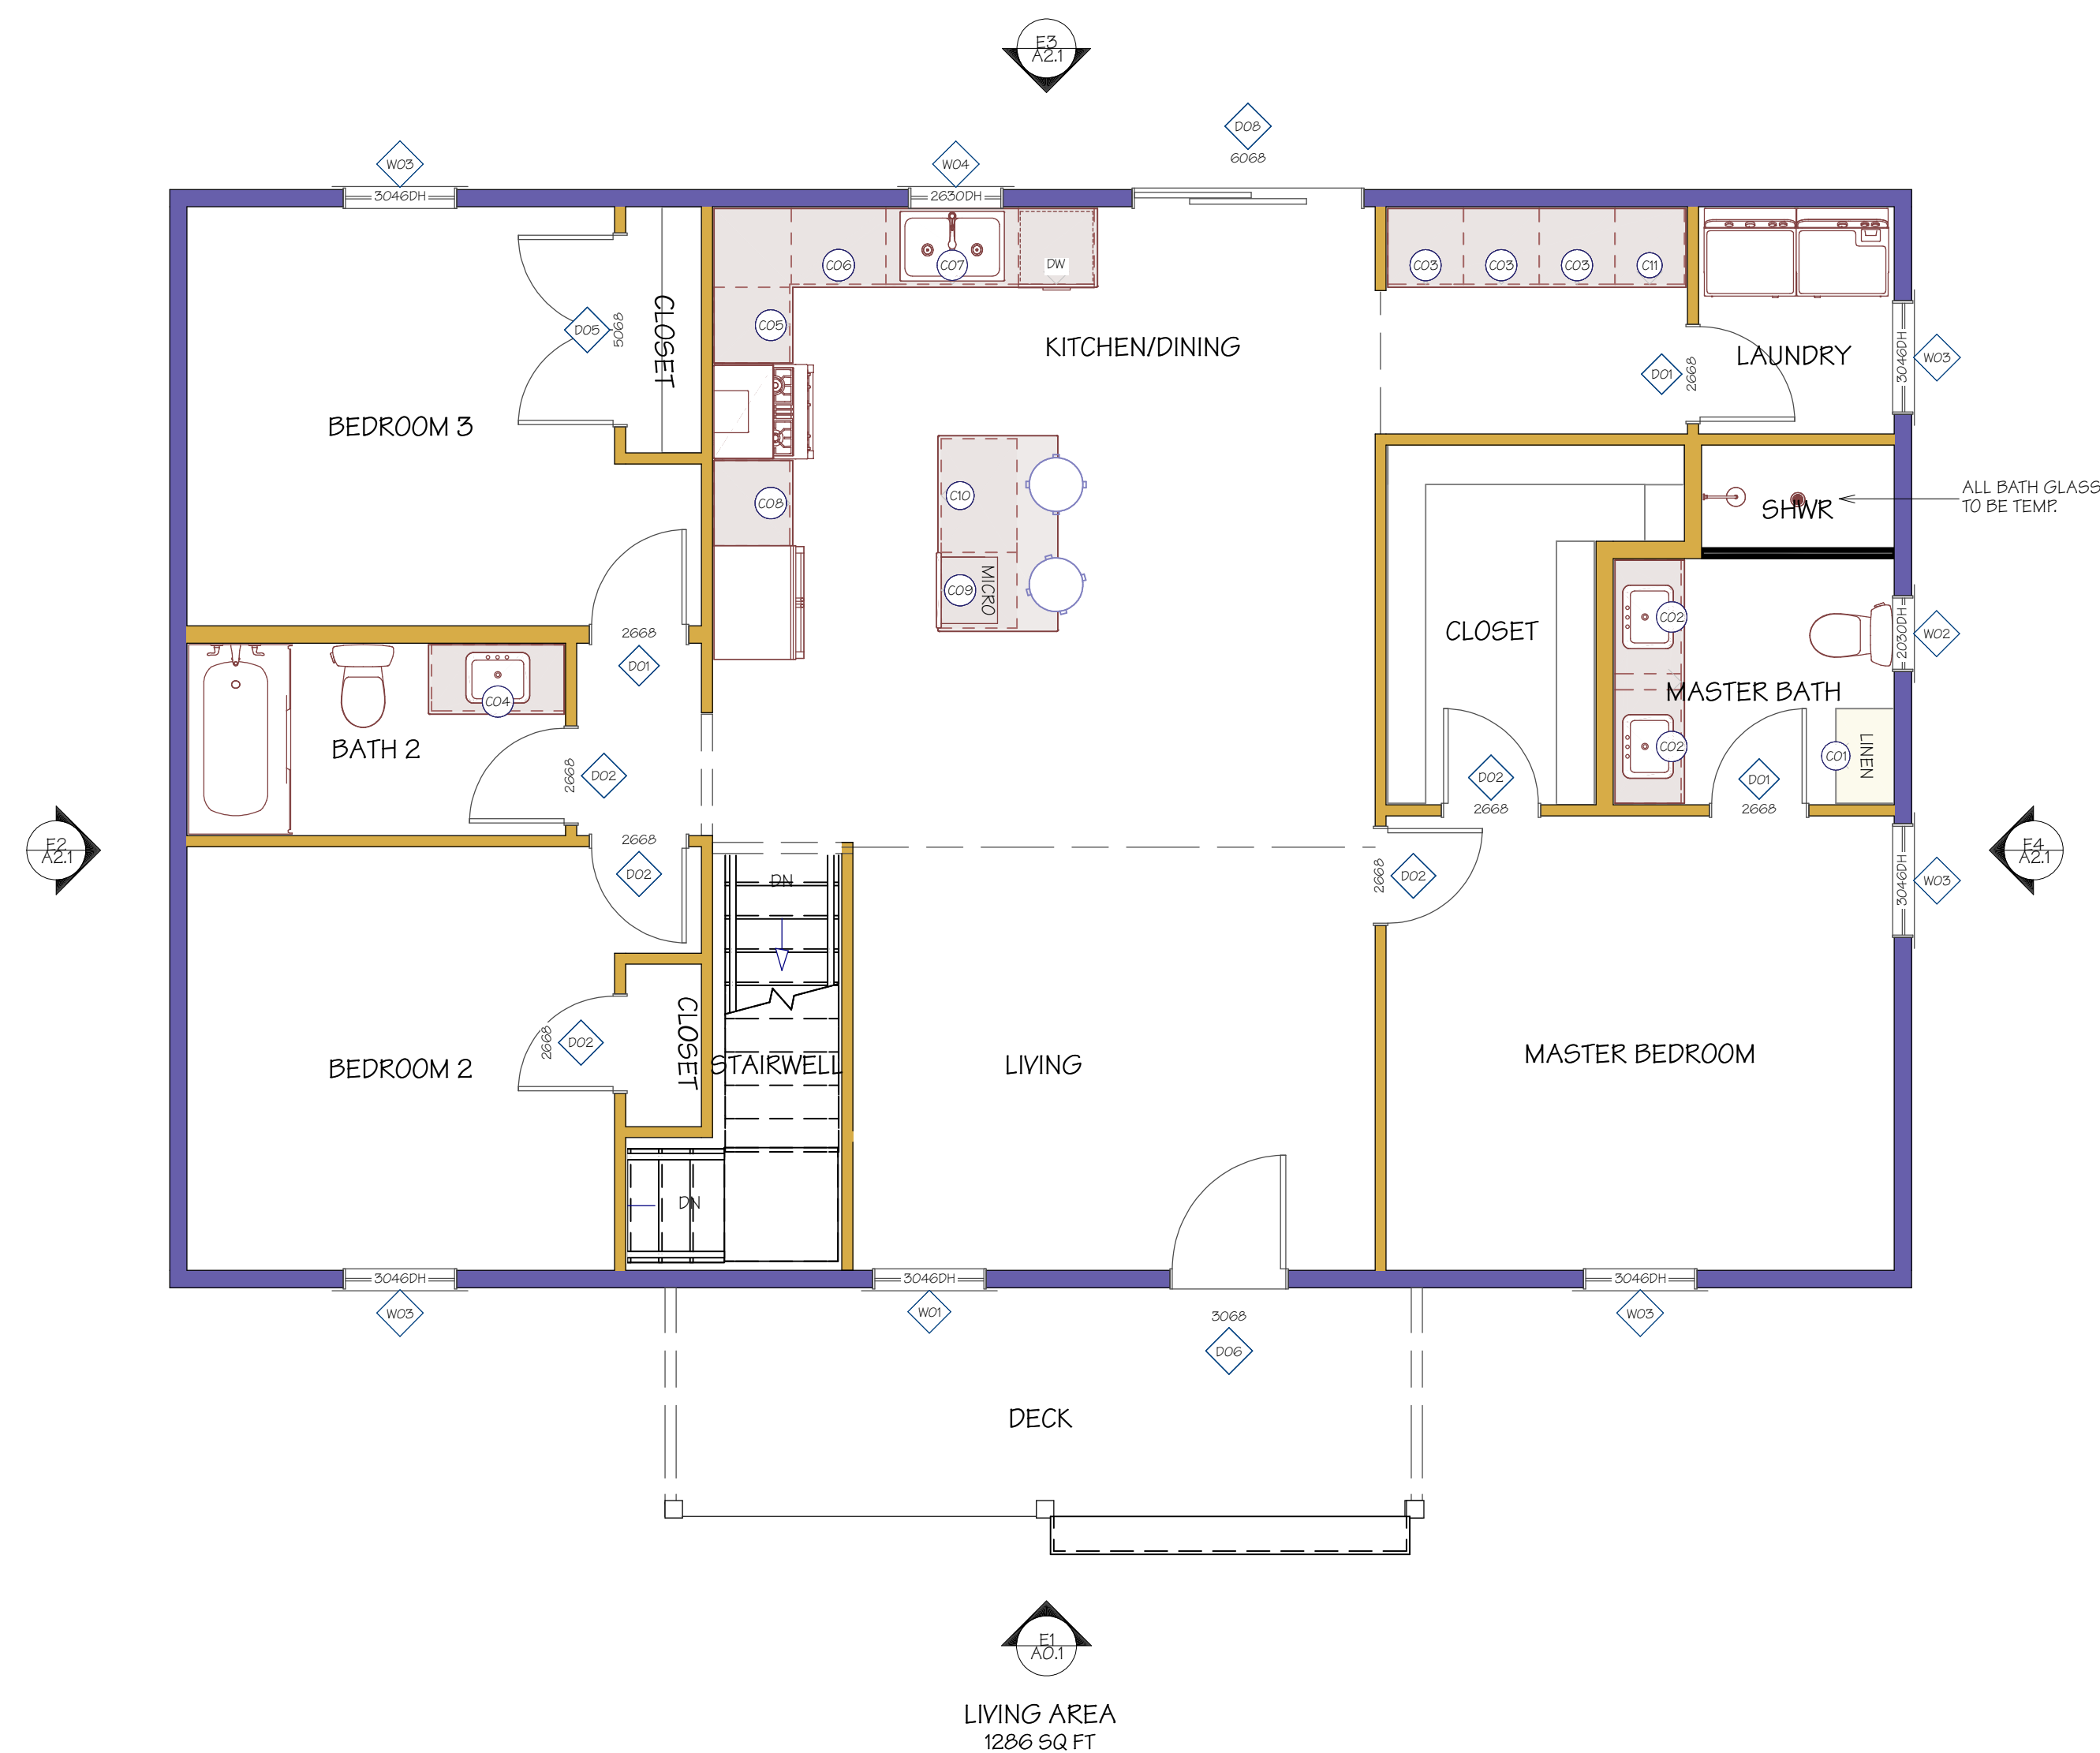 E3
A2.1
D08
6068
W03
W04
3046DH
2630DH
C06
C07
DW
C03
C03
C03
C11
D05
5068
CLOSET
C05
KITCHEN/DINING
D01
2668
LAUNDRY
3046DH
W03
BEDROOM 3
C08
C10
SHWR
ALL BATH GLASS
TO BE TEMP.
C09
MICRO
CLOSET
C02
2030DH
W02
2668
D01
C04
BATH 2
MASTER BATH
2668
D02
C02
C01
LINEN
D02
2668
D01
2668
E2
A2.1
2668
D02
DN
2668
D02
3046DH
W03
E4
A2.1
BEDROOM 2
2668
D02
CLOSET
STAIRWELL
LIVING
MASTER BEDROOM
DN
3046DH
W03
3046DH
W01
3068
D06
3046DH
W03
DECK
E1
A0.1
LIVING AREA
1286 SQ FT